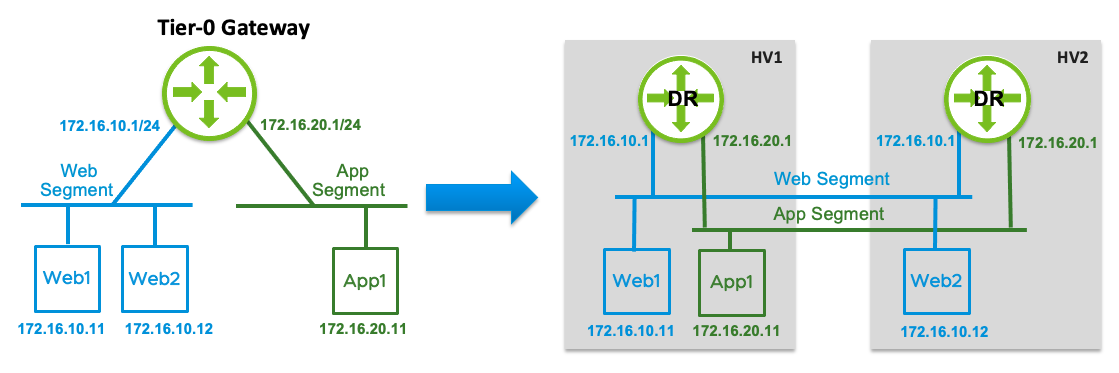 Tier-0 Gateway
172.16.10.1/24
172.16.20.1/24
Web
Segment
App
Segment
Web1
Web2
App1
172.16.10.11
172.16.10.12
172.16.20.11
HV1
HV2
DR
DR
172.16.10.1
172.16.20.1
172.16.10.1
172.16.20.1
Web Segment
App Segment
Web1
App1
Web2
172.16.10.11
172.16.20.11
172.16.10.12